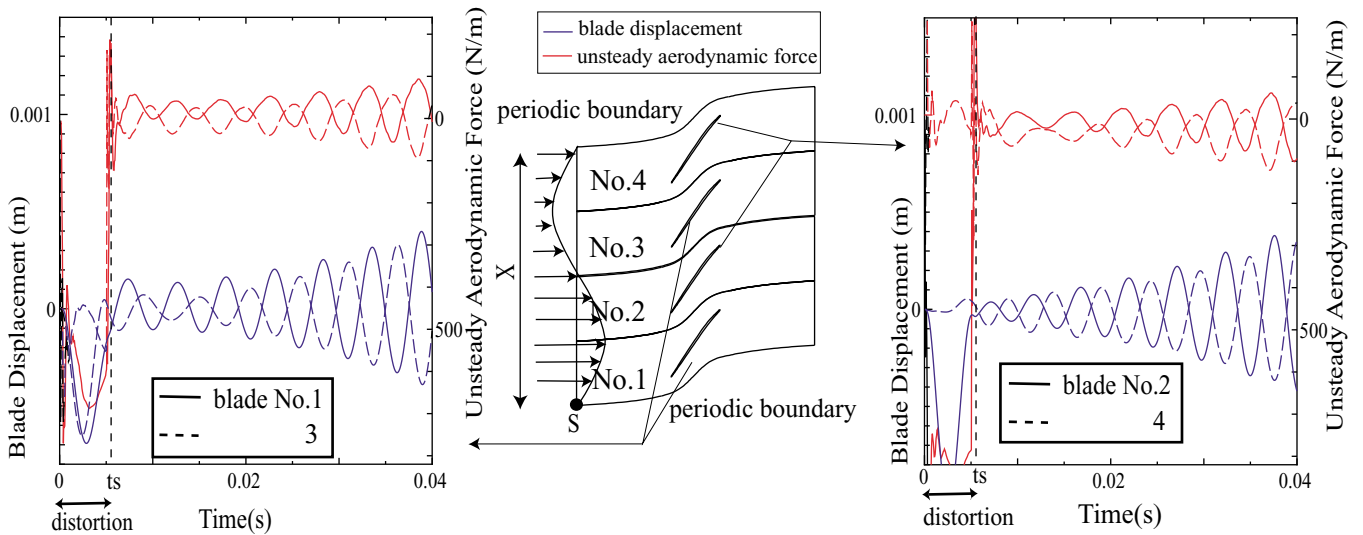 blade displacement
unsteady aerodynamic force
Blade Displacement (m)
0.001
0
0
500
Unsteady Aerodynamic Force (N/m)
blade No.1
3
0
ts
0.02
0.04
distortion
Time(s)
periodic boundary
No.4
No.3
No.2
No.1
X
S
periodic boundary
Blade Displacement (m)
0.001
0
0
500
Unsteady Aerodynamic Force (N/m)
blade No.2
4
0
ts
0.02
0.04
distortion
Time(s)